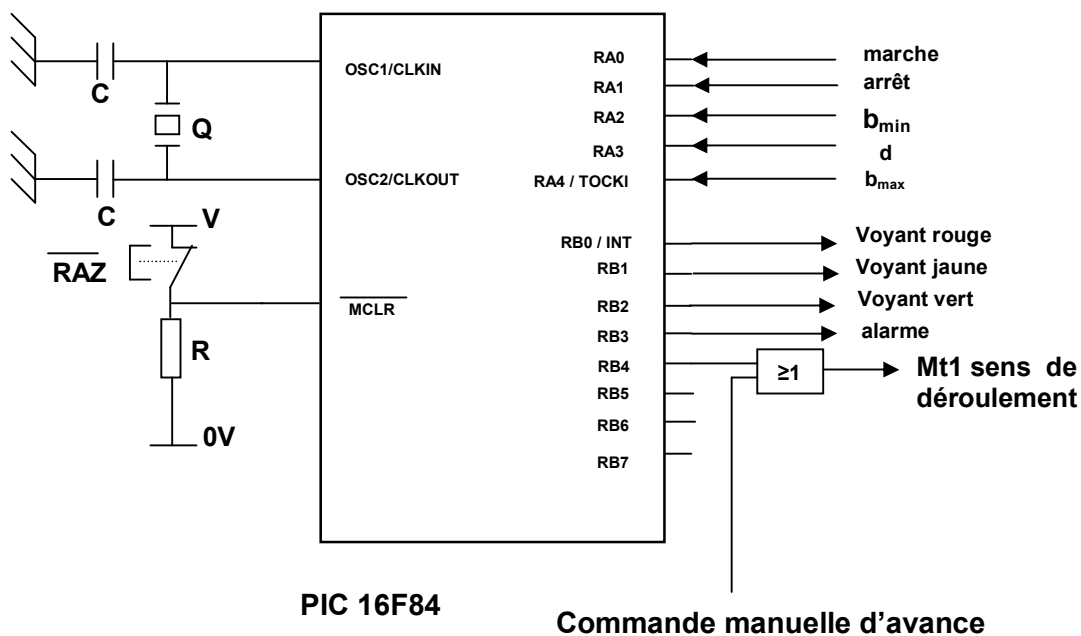 C
Q
C
V
RAZ
R
0V
OSC1/CLKIN
OSC2/CLKOUT
MCLR
RA0
RA1
RA2
RA3
RA4 / TOCKI
RB0 / INT
RB1
RB2
RB3
RB4
RB5
RB6
RB7
marche
arrêt
bmin
d
bmax
Voyant rouge
Voyant jaune
Voyant vert
alarme
≥1
Mt1 sens de
déroulement
PIC 16F84
Commande manuelle d’avance